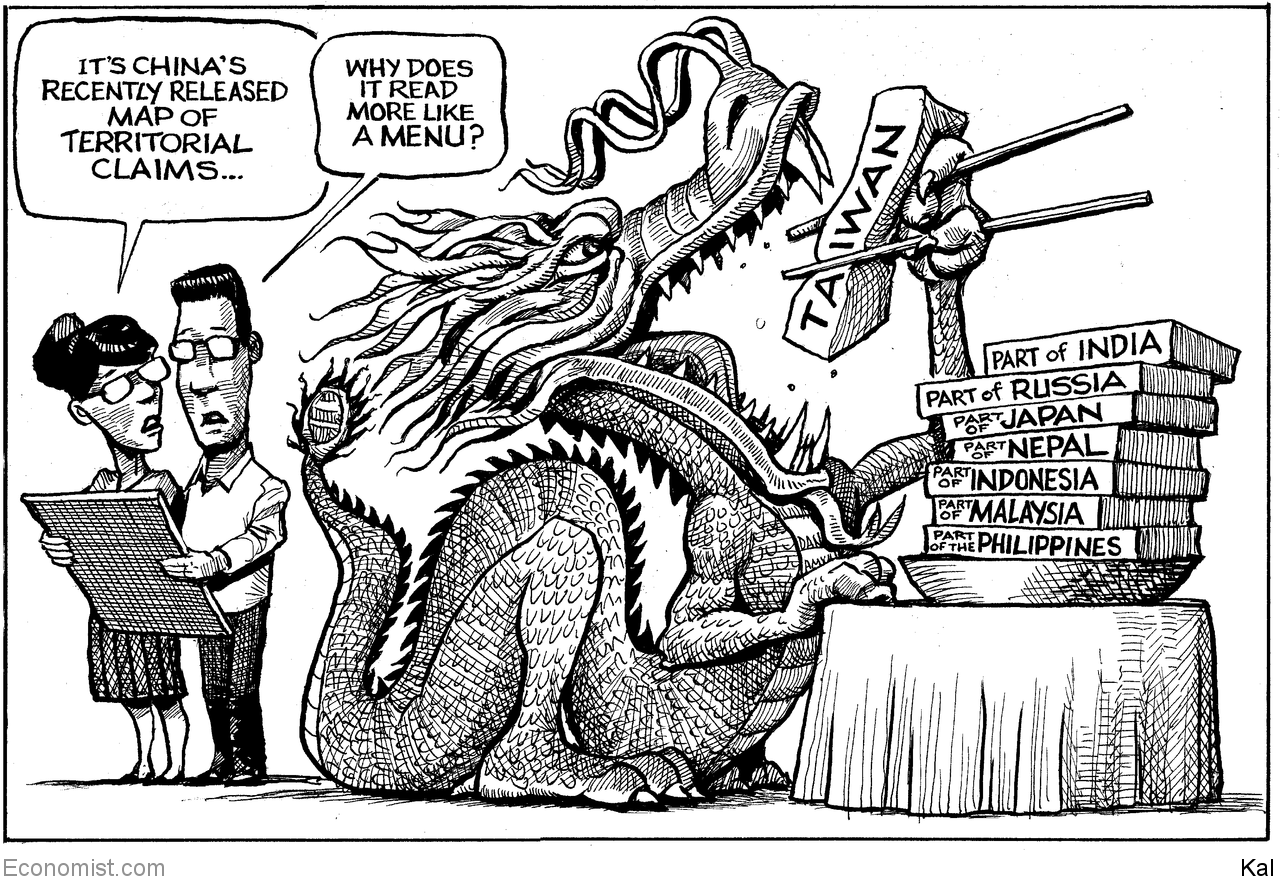 IT'S CHINA'S
RECENTLY RELEASED
MAP OF
TERRITORIAL
CLAIMS...
WHY DOES
IT READ
MORE LIKE
A MENU?
TAIWAN
PART OF INDIA
PART OF RUSSIA
PART OF JAPAN
PART OF NEPAL
PART OF INDONESIA
PART OF MALAYSIA
PART OF THE PHILIPPINES
Economist.com
Kal